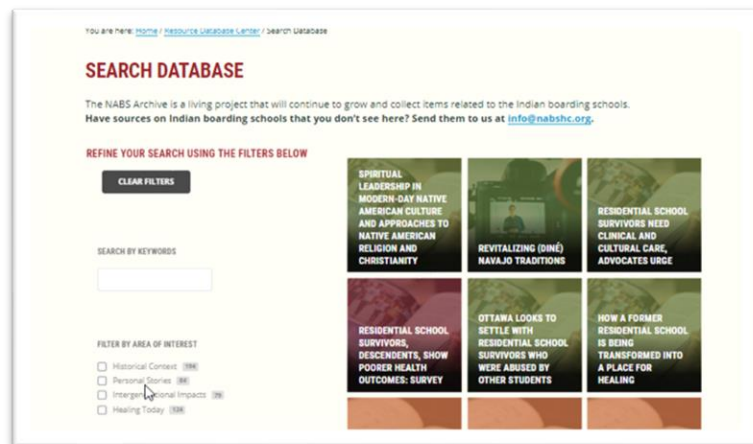 You are here: Home / Resource Database Center / Search Database
SEARCH DATABASE
The NABS Archive is a living project that will continue to grow and collect items related to the Indian boarding schools.
Have sources on Indian boarding schools that you don't see here? Send them to us at info@nabshc.org.
REFINE YOUR SEARCH USING THE FILTERS BELOW
CLEAR FILTERS
SEARCH BY KEYWORDS
FILTER BY AREA OF INTEREST
Historical Context 194
Personal Stories
Intergenerational Impacts
Healing Today
SPIRITUAL
LEADERSHIP IN
MODERN-DAY NATIVE
AMERICAN CULTURE
AND APPROACHES TO
NATIVE AMERICAN
RELIGION AND
CHRISTIANITY
REVITALIZING (DINÉ)
NAVAJO TRADITIONS
RESIDENTIAL SCHOOL
SURVIVORS NEED
CLINICAL AND
CULTURAL CARE,
ADVOCATES URGE
RESIDENTIAL SCHOOL
SURVIVORS,
DESCENDENTS, SHOW
POORER HEALTH
OUTCOMES: SURVEY
OTTAWA LOOKS TO
SETTLE WITH
RESIDENTIAL SCHOOL
SURVIVORS WHO
WERE ABUSED BY
OTHER STUDENTS
HOW A FORMER
RESIDENTIAL SCHOOL
IS BEING
TRANSFORMED INTO
A PLACE FOR
HEALING